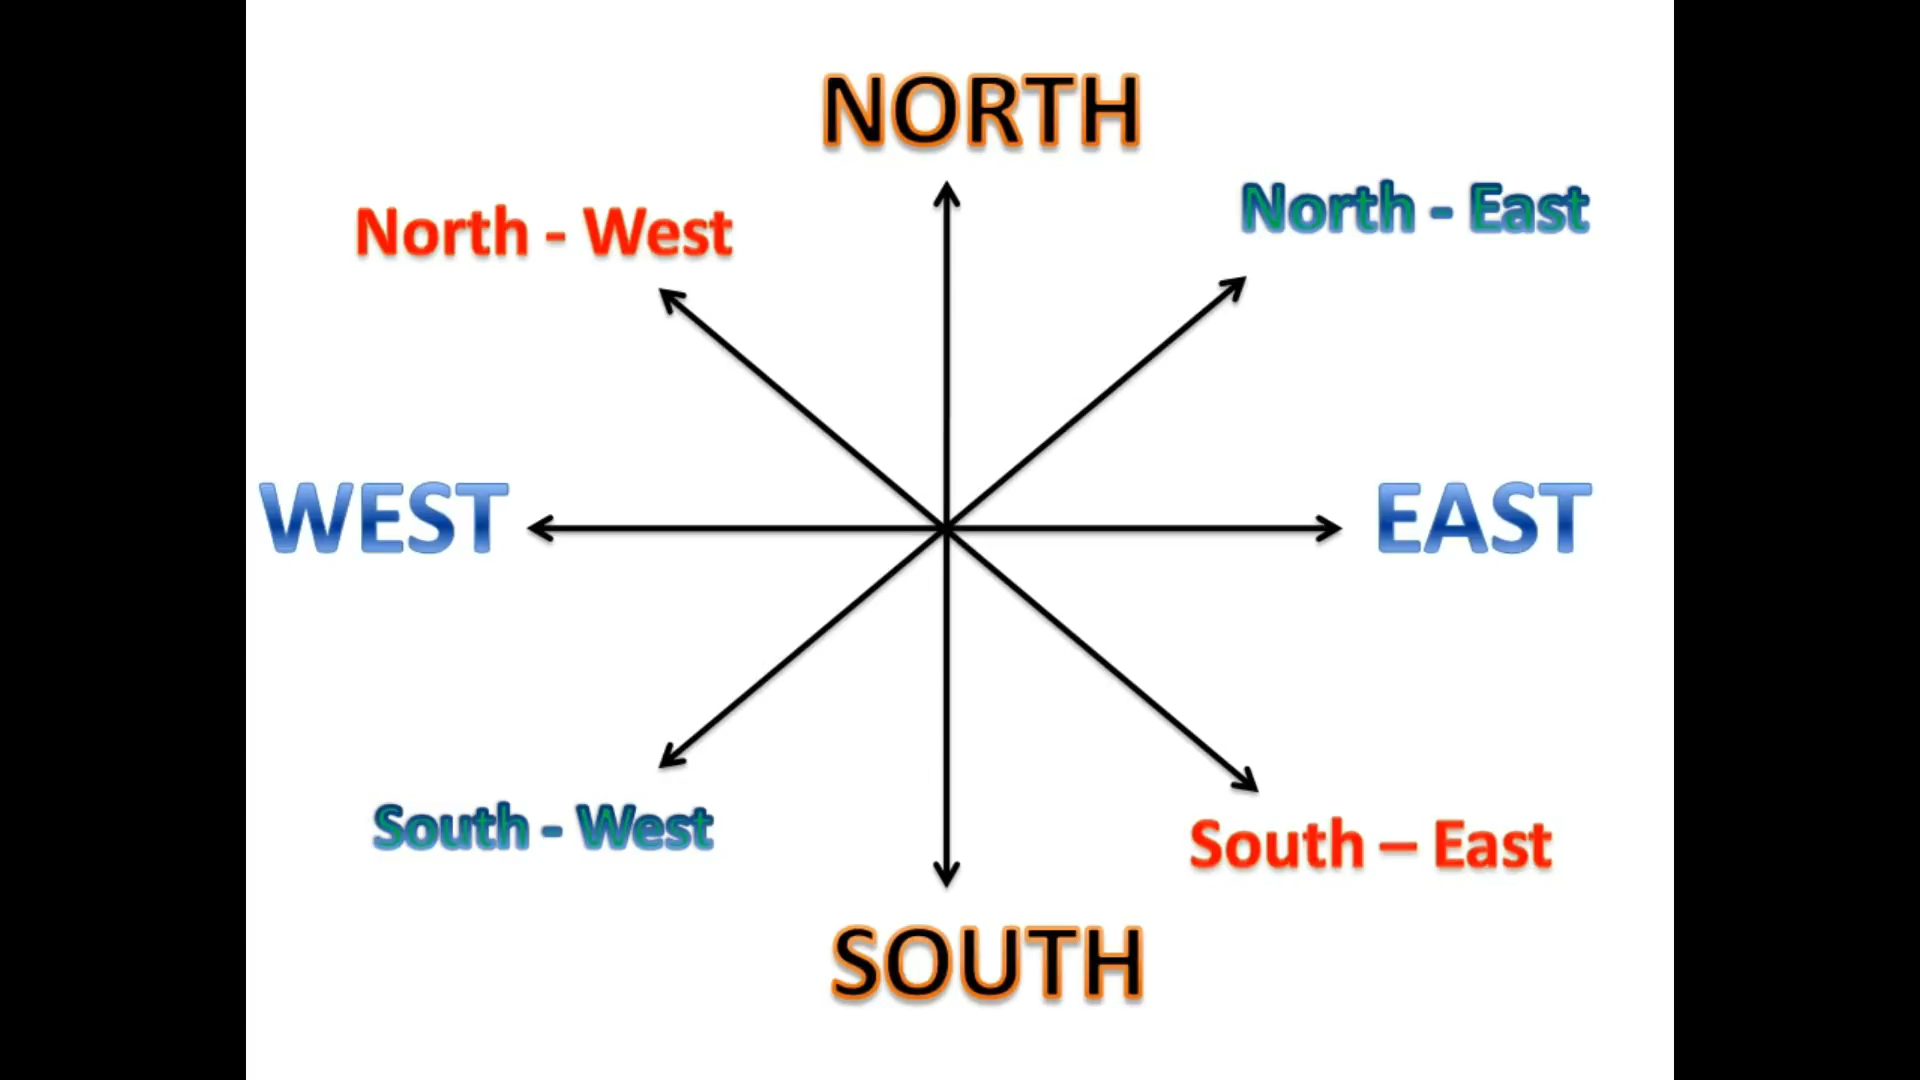 NORTH
North - West
North - East
WEST
EAST
South - West
South – East
SOUTH